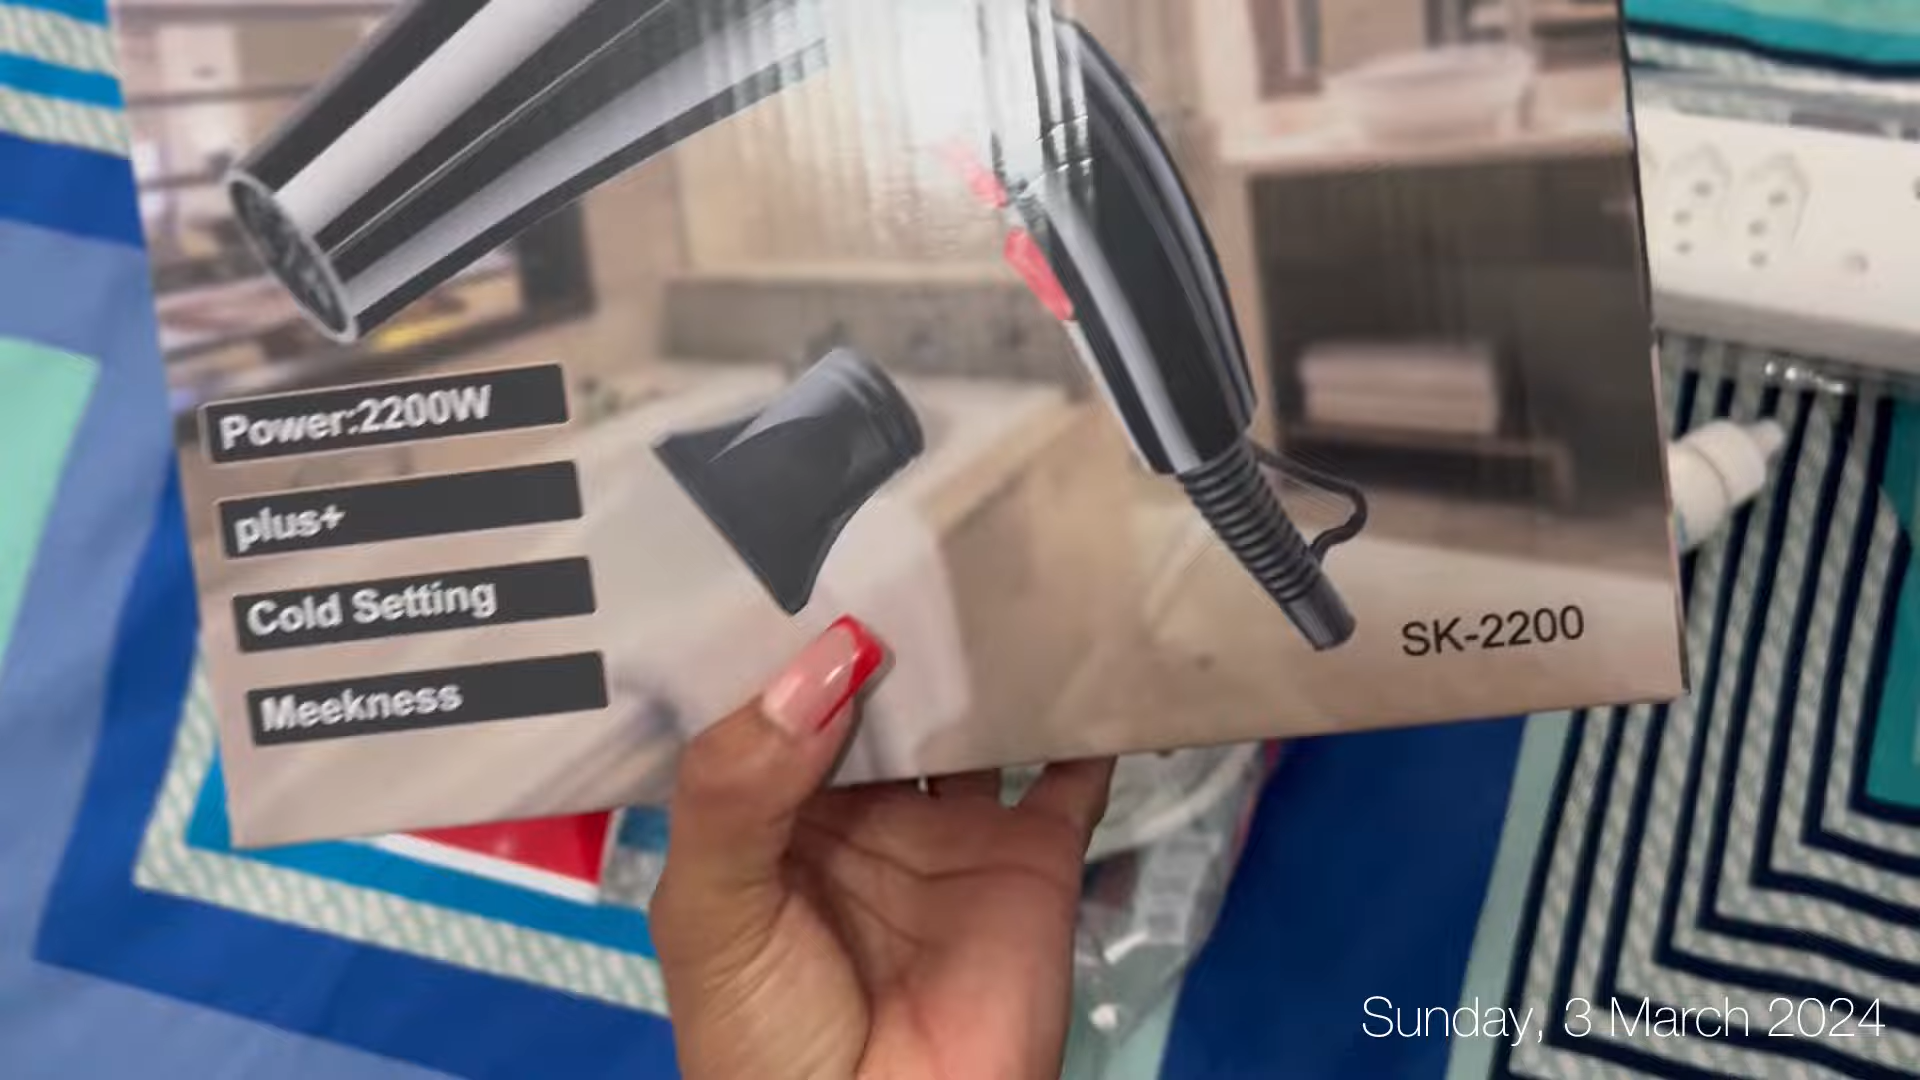 Power:2200W
plus+
Cold Setting
Meekness
SK-2200
Sunday, 3 March 2024